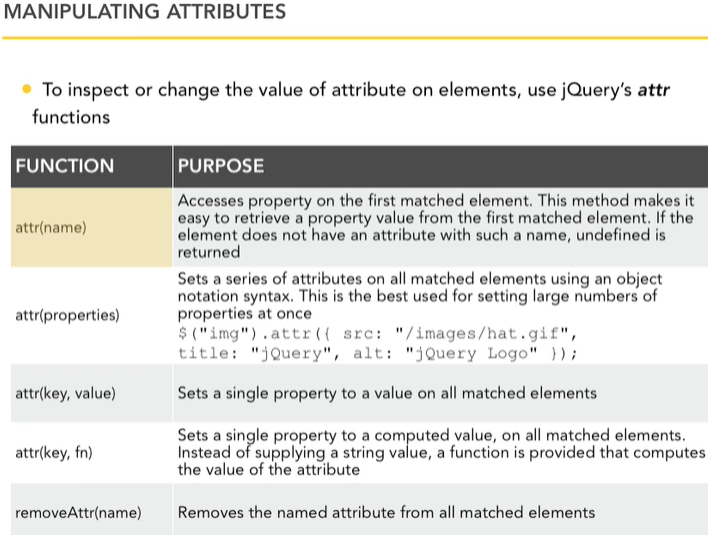 MANIPULATING ATTRIBUTES
To inspect or change the value of attribute on elements, use jQuery's attr
functions
FUNCTION PURPOSE
attr(name)
Accesses property on the first matched element. This method makes it
easy to retrieve a property value from the first matched element. If the
element does not have an attribute with such a name, undefined is
returned
attr(properties)
Sets a series of attributes on all matched elements using an object
notation syntax. This is the best used for setting large numbers of
properties at once
$("img").attr({ src: "/images/hat.gif",
title: "jQuery", alt: "jQuery Logo" });
attr(key, value)
Sets a single property to a value on all matched elements
attr(key, fn)
Sets a single property to a computed value, on all matched elements.
Instead of supplying a string value, a function is provided that computes
the value of the attribute
removeAttr(name)
Removes the named attribute from all matched elements